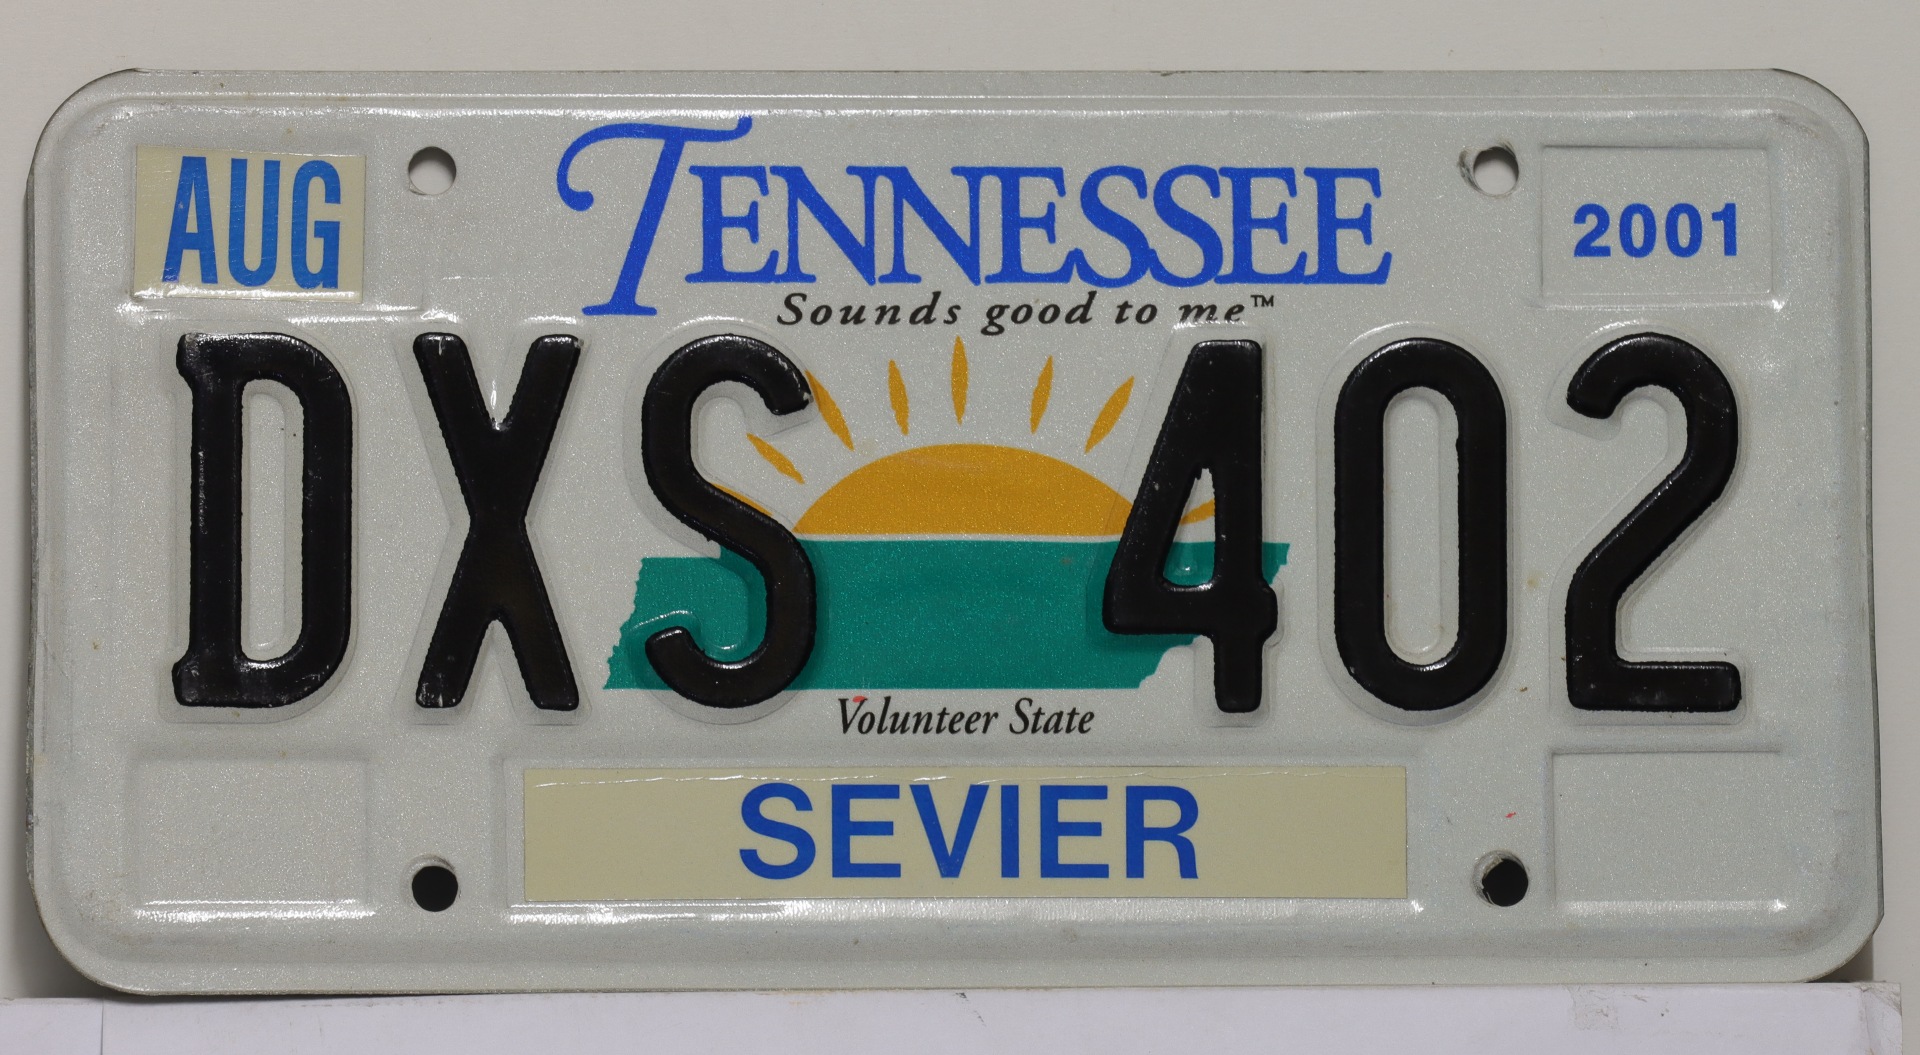 AUG
TENNESSEE
2001
Sounds good to me™
DXS 402
Volunteer State
SEVIER